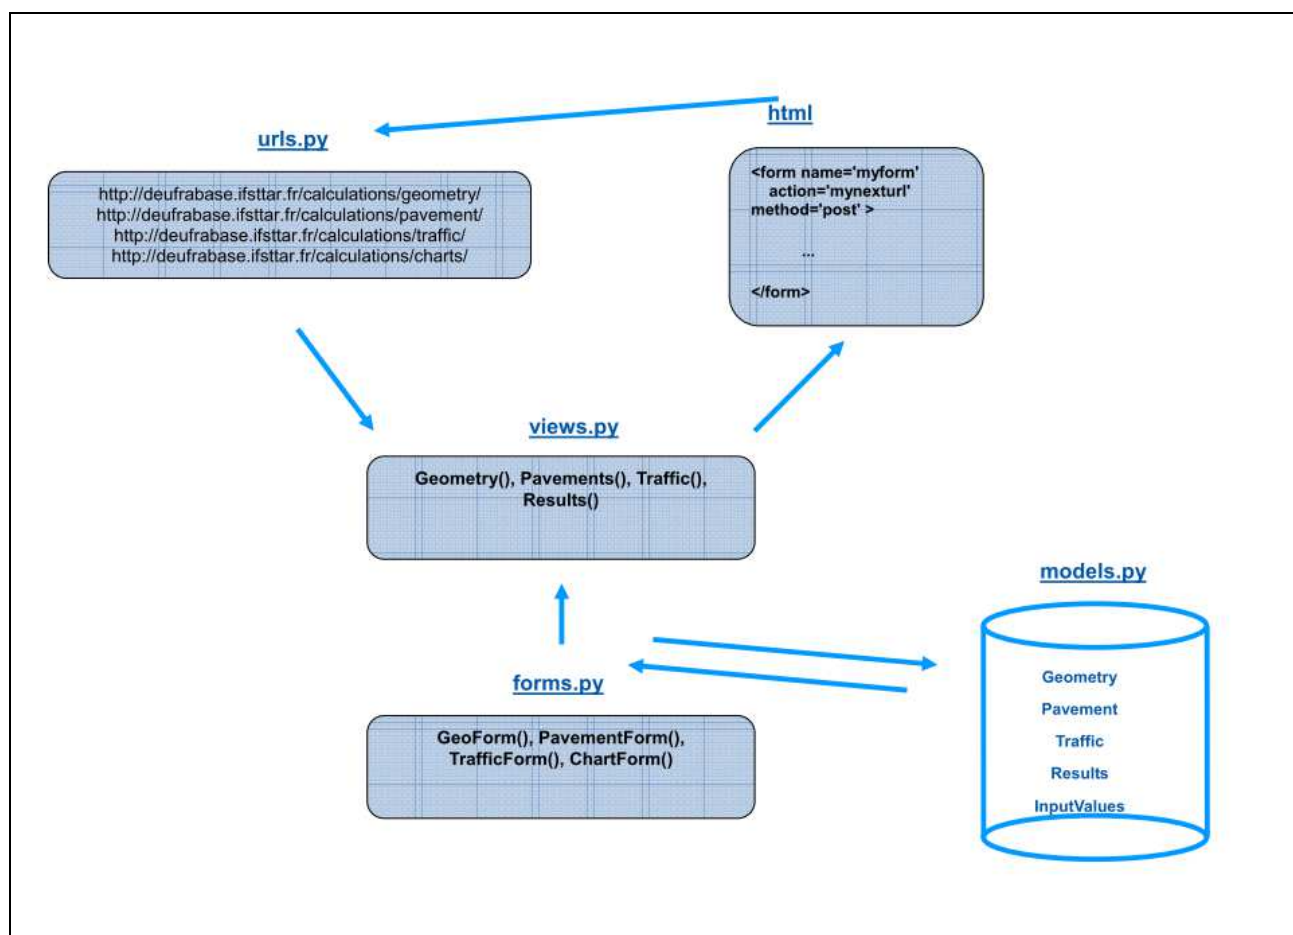 html
urls.py
http://deufrabase.ifsttar.fr/calculations/geometry/
http://deufrabase.ifsttar.fr/calculations/pavement/
http://deufrabase.ifsttar.fr/calculations/traffic/
http://deufrabase.ifsttar.fr/calculations/charts/
<form name='myform'
action='mynexturl'
method='post' >
...
</form>
views.py
Geometry(), Pavements(), Traffic(),
Results()
models.py
Geometry
Pavement
Traffic
Results
InputValues
forms.py
GeoForm(), PavementForm(),
TrafficForm(), ChartForm()